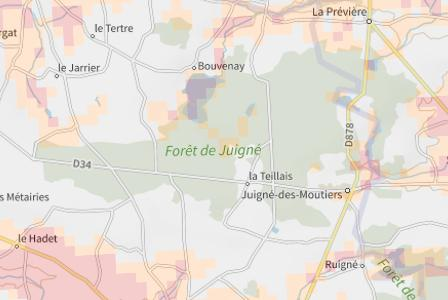 La Prévière
le Tertre
rgat
Bouvenay
le Jarrier
D878
Forêt de Juigné
D34
la Teillais
s Métairies
Juigné-des-Moutiers
le Hadet
Ruigné
Forêt de